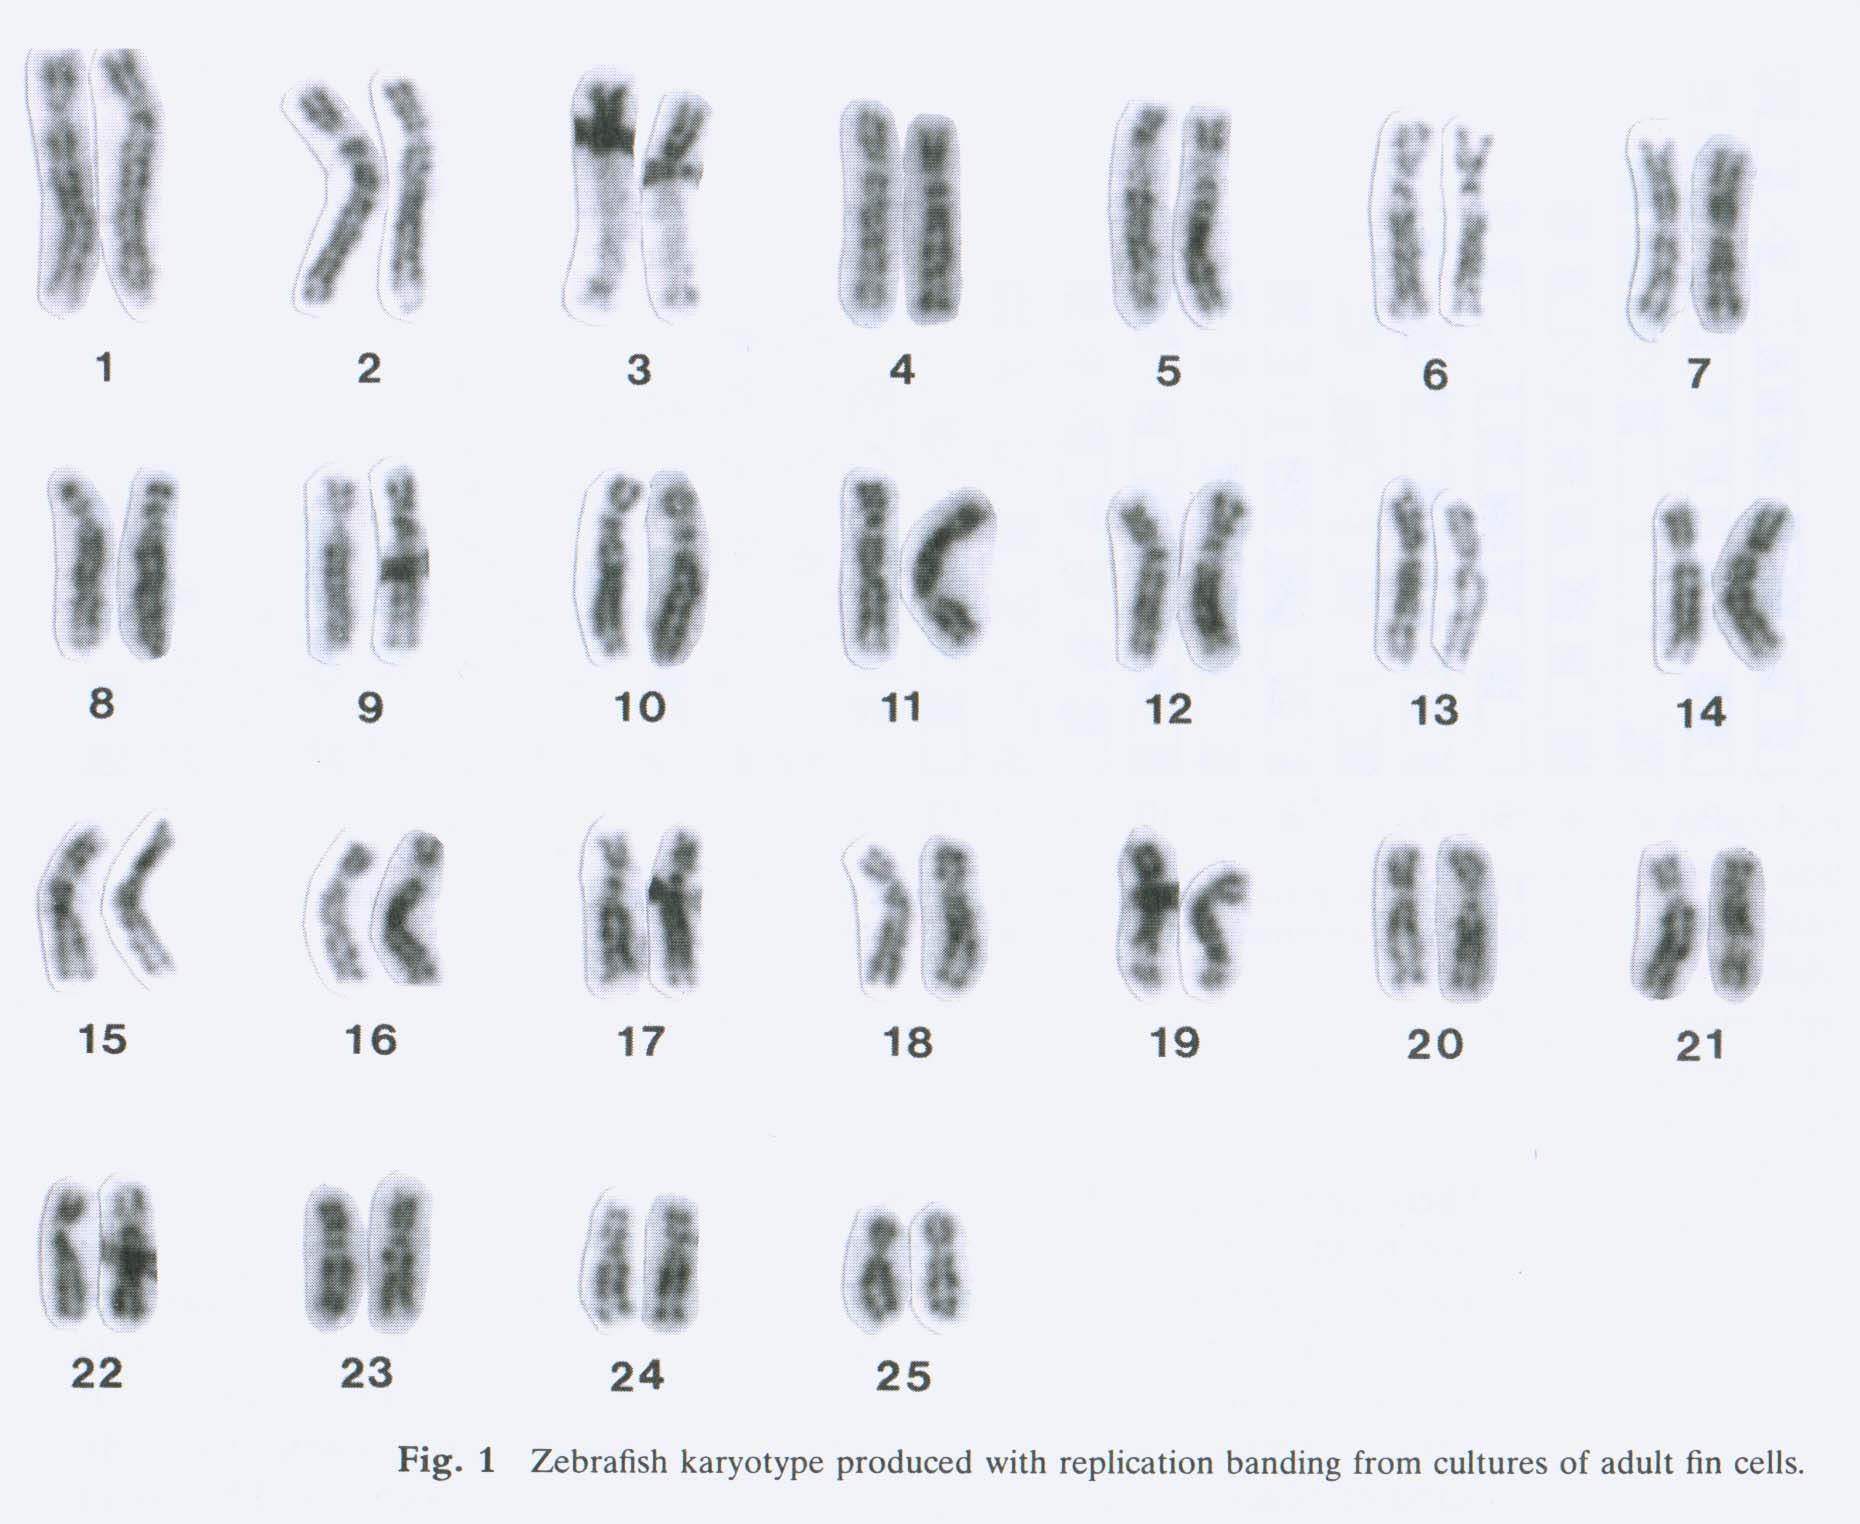 1 2 3 4 5 6 7
8 9 10 11 12 13 14
15 16 17 18 19 20 21
22 23 24 25
Fig. 1 Zebrafish karyotype produced with replication banding from cultures of adult fin cells.